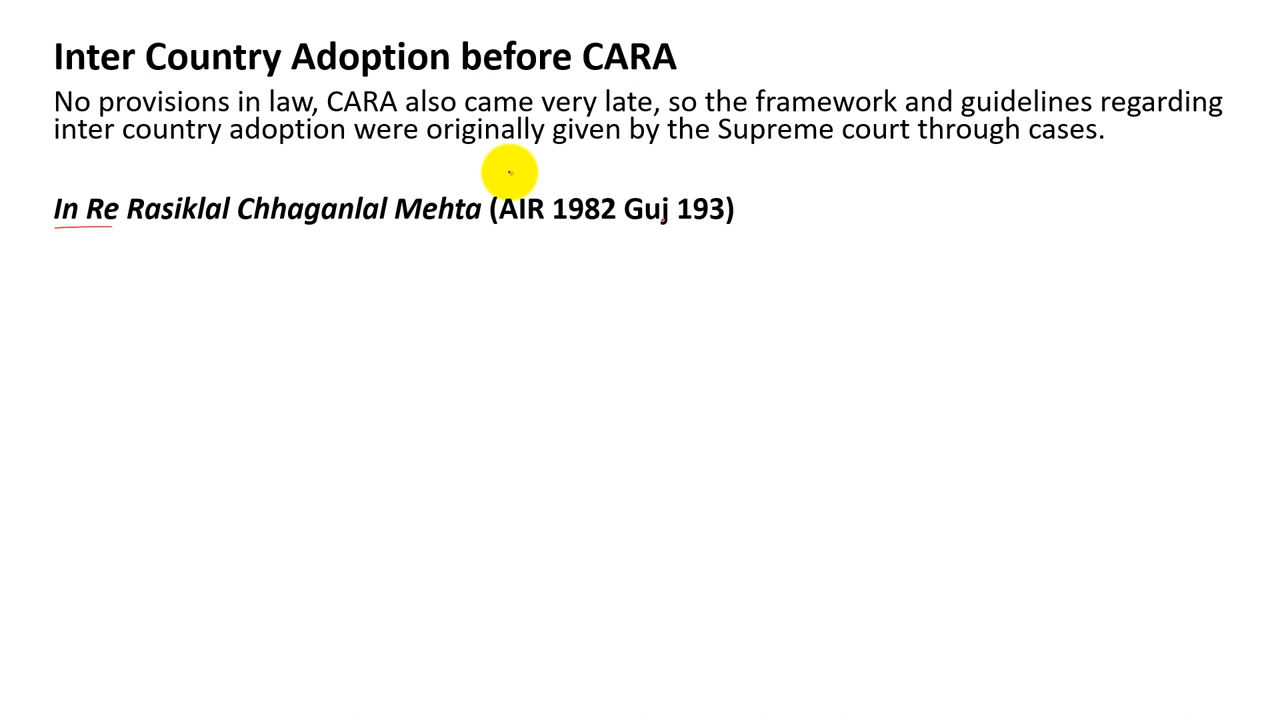 Inter Country Adoption before CARA
No provisions in law, CARA also came very late, so the framework and guidelines regarding
inter country adoption were originally given by the Supreme court through cases.
In Re Rasiklal Chhaganlal Mehta (AIR 1982 Guj 193)